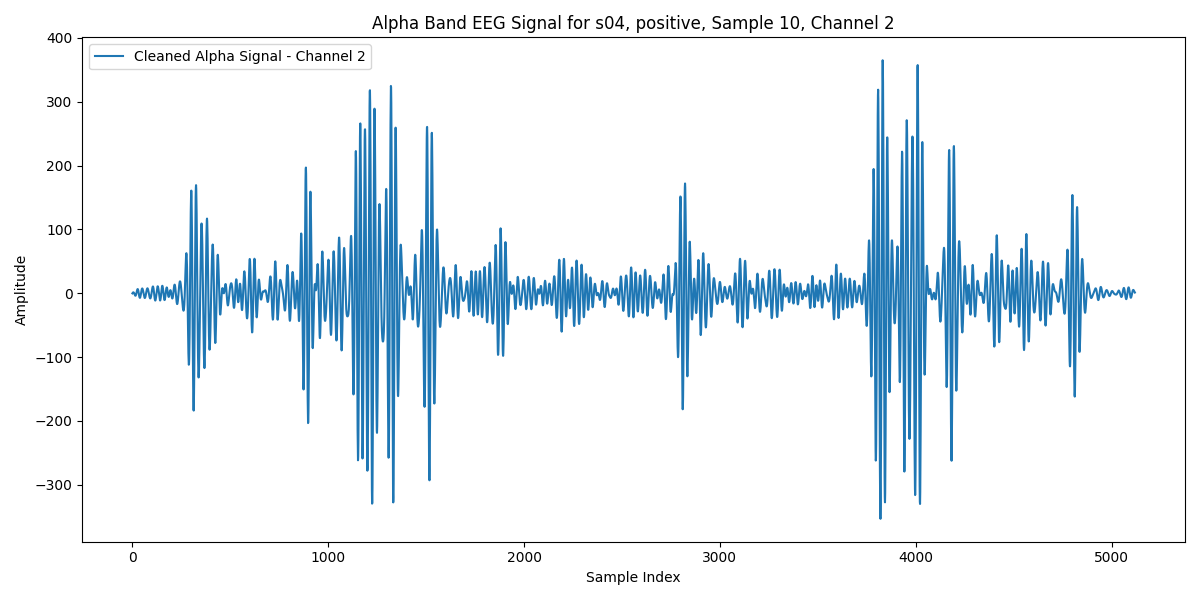 Alpha Band EEG Signal for s04, positive, Sample 10, Channel 2
Cleaned Alpha Signal - Channel 2
400
300
200
100
0
−100
−200
−300
Amplitude
0 1000 2000 3000 4000 5000
Sample Index